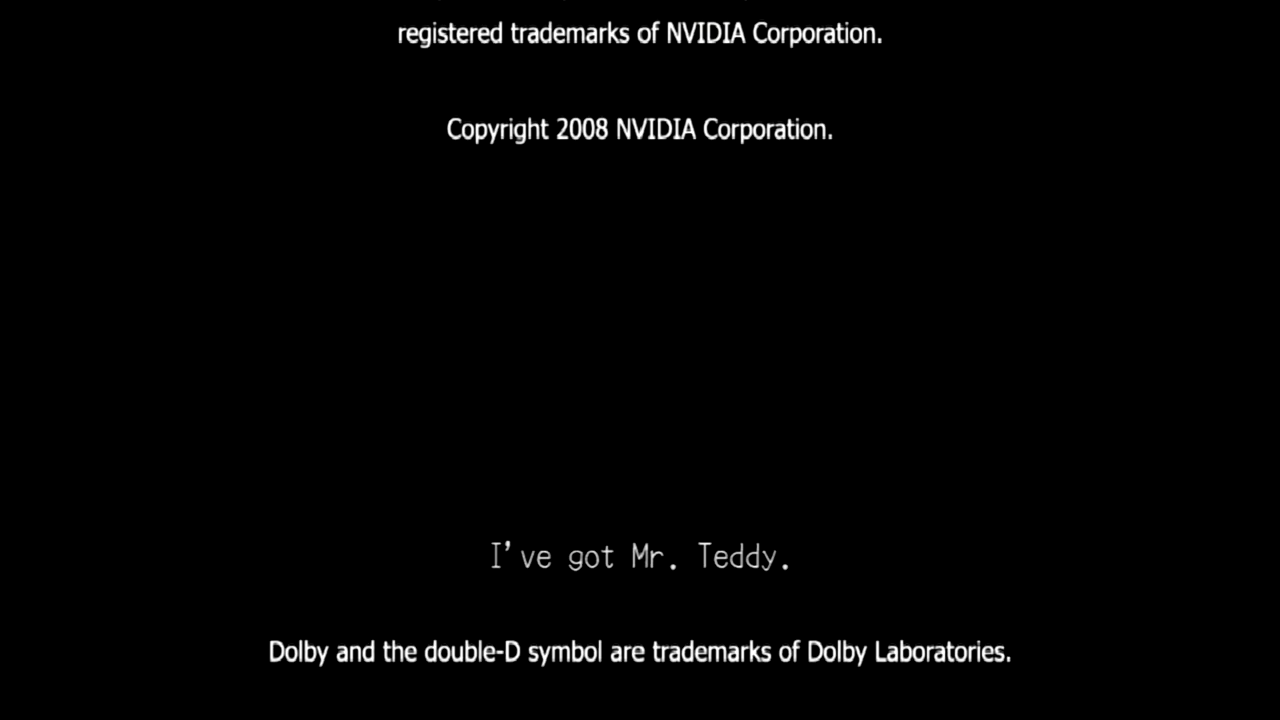 registered trademarks of NVIDIA Corporation.
Copyright 2008 NVIDIA Corporation.
I've got Mr. Teddy.
Dolby and the double-D symbol are trademarks of Dolby Laboratories.